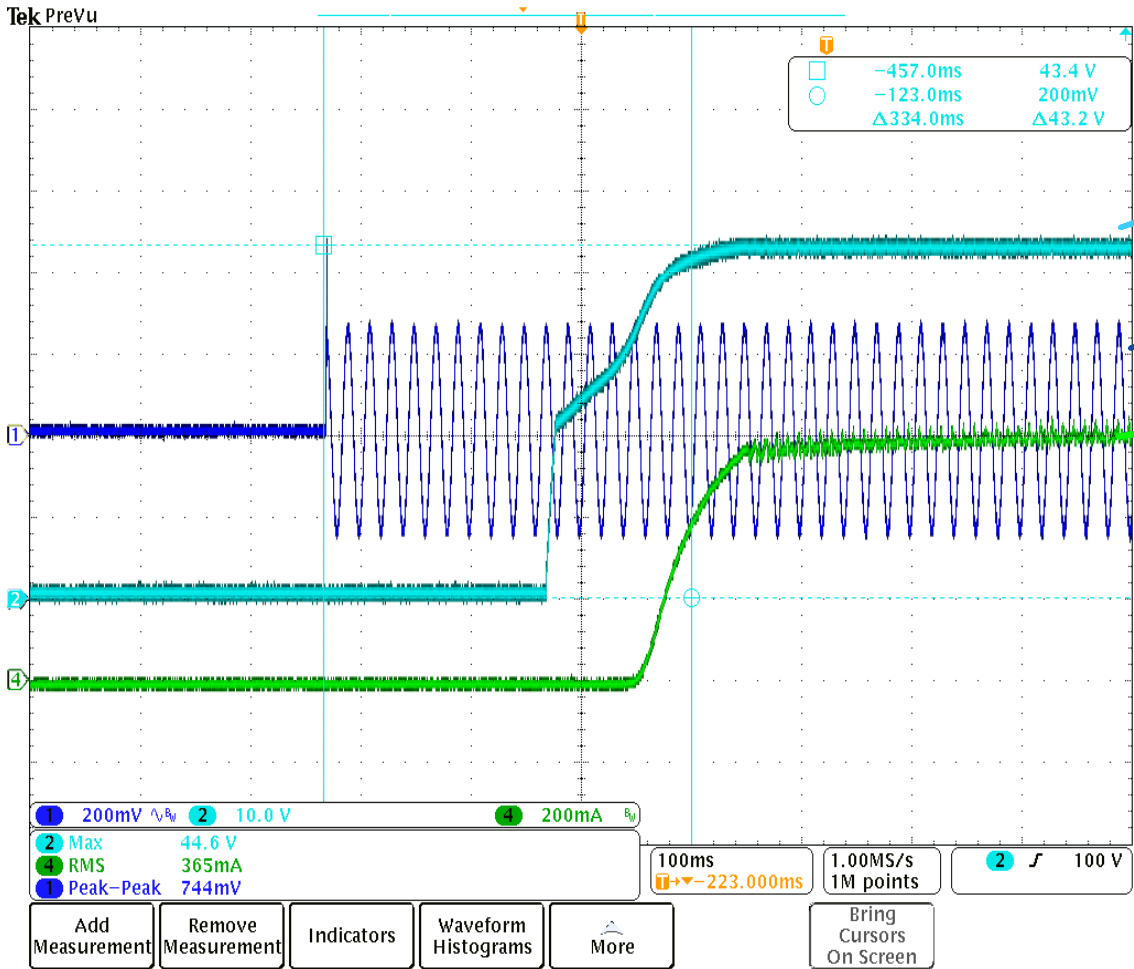 Tek PreVu
T
T
−457.0ms 43.4 V
−123.0ms 200mV
Δ334.0ms Δ43.2 V
1
2
4
1 200mV ∿ BW 2 10.0 V 4 200mA BW
2 Max 44.6 V
4 RMS 365mA
1 Peak−Peak 744mV
100ms
T→▼−223.000ms
1.00MS/s
1M points
2 ƒ 100 V
Add
Measurement
Remove
Measurement
Indicators
Waveform
Histograms
More
Bring
Cursors
On Screen